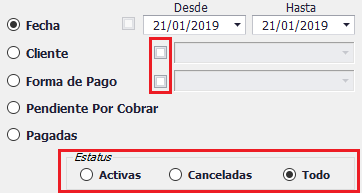 Desde Hasta
Fecha 21/01/2019 21/01/2019
Cliente
Forma de Pago
Pendiente Por Cobrar
Pagadas
Estatus
Activas Canceladas Todo